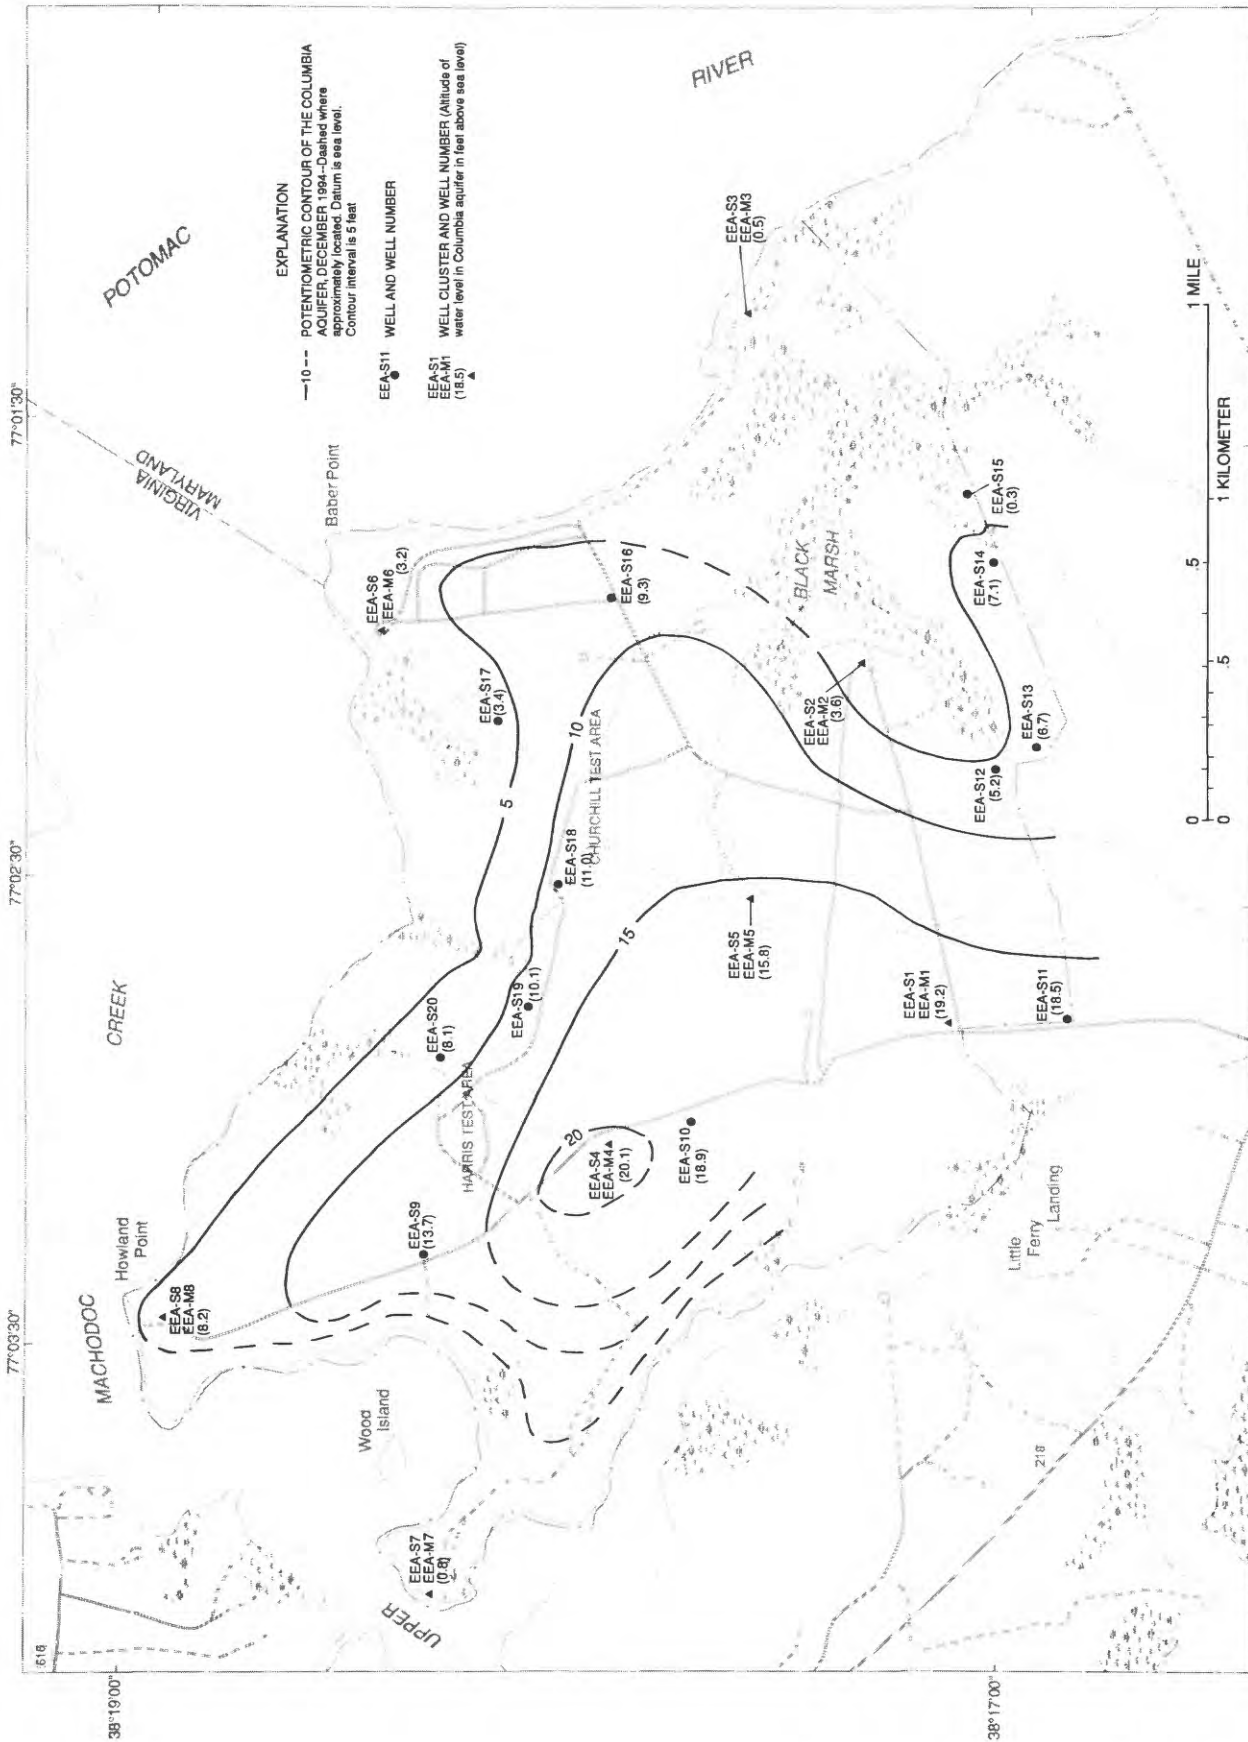 77°03'30"
77°02'30"
77°01'30"
38°19'00"
38°17'00"
616
MACHODOC
CREEK
UPPER
POTOMAC
RIVER
VIRGINIA
MARYLAND
EXPLANATION
—10-- POTENTIOMETRIC CONTOUR OF THE COLUMBIA
AQUIFER, DECEMBER 1994--Dashed where
approximately located. Datum is sea level.
Contour interval is 5 feet
EEA-S11 WELL AND WELL NUMBER
EEA-S1
EEA-M1
(18.5)
WELL CLUSTER AND WELL NUMBER (Altitude of
water level in Columbia aquifer in feet above sea level)
Howland
Point
EEA-S8
EEA-M8
(8.2)
Baber Point
EEA-S6
EEA-M6
(3.2)
Wood
Island
EEA-S7
EEA-M7
(0.8)
EEA-S9
(13.7)
HARRIS TEST AREA
EEA-S20
(8.1)
EEA-S19
(10.1)
EEA-S18
(11.0)
CHURCHILL TEST AREA
EEA-S17
(3.4)
5
10
15
20
EEA-S16
(9.3)
EEA-S4
EEA-M4
(20.1)
EEA-S10
(18.9)
EEA-S5
EEA-M5
(15.8)
EEA-S3
EEA-M3
(0.5)
BLACK
MARSH
EEA-S2
EEA-M2
(3.6)
EEA-S1
EEA-M1
(19.2)
EEA-S11
(18.5)
EEA-S12
(5.2)
EEA-S13
(6.7)
EEA-S14
(7.1)
EEA-S15
(0.3)
Little
Ferry
Landing
218
0 .5 1 MILE
0 .5 1 KILOMETER